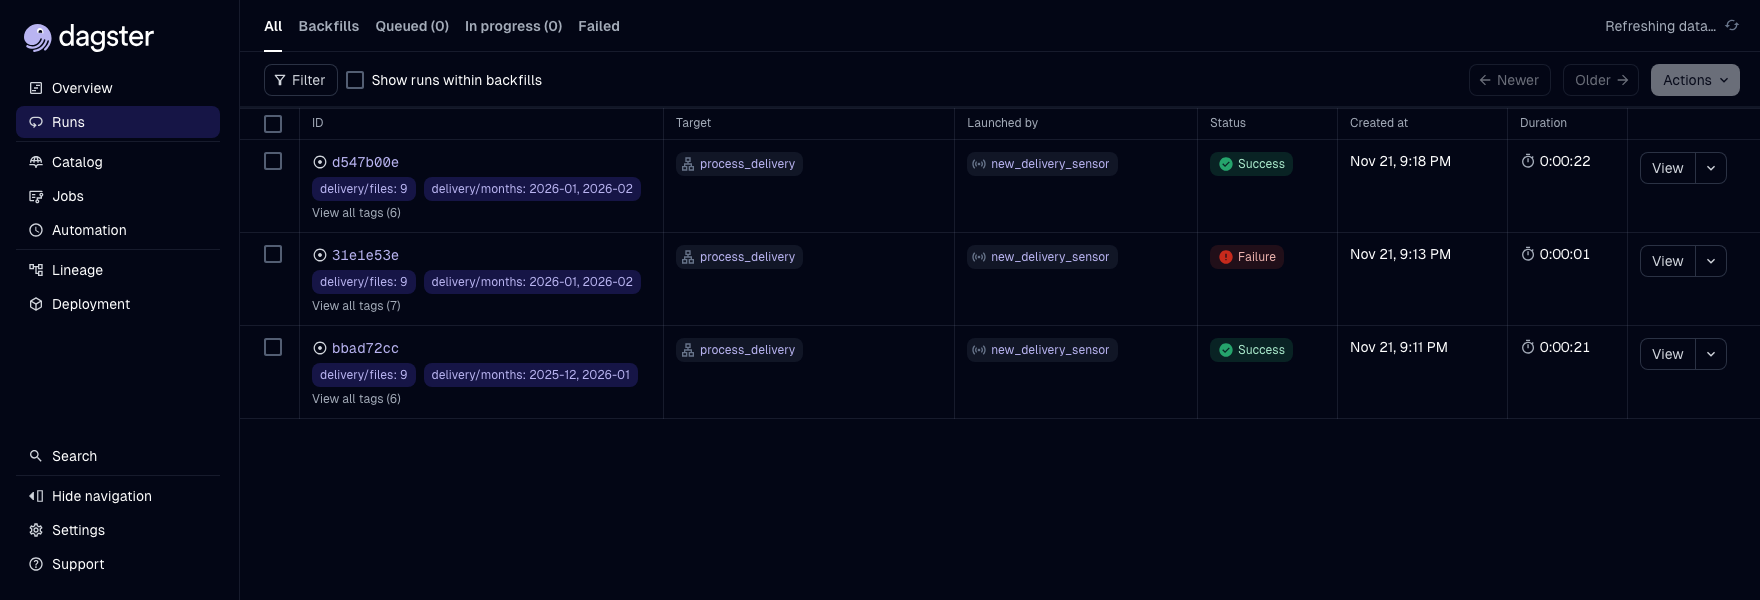 dagster
Overview
Runs
Catalog
Jobs
Automation
Lineage
Deployment
Search
Hide navigation
Settings
Support
All Backfills Queued (0) In progress (0) Failed
Refreshing data...
Filter Show runs within backfills
Newer Older Actions
ID Target Launched by Status Created at Duration
d547b00e process_delivery new_delivery_sensor Success Nov 21, 9:18 PM 0:00:22 View
delivery/files: 9 delivery/months: 2026-01, 2026-02
View all tags (6)
31e1e53e process_delivery new_delivery_sensor Failure Nov 21, 9:13 PM 0:00:01 View
delivery/files: 9 delivery/months: 2026-01, 2026-02
View all tags (7)
bbad72cc process_delivery new_delivery_sensor Success Nov 21, 9:11 PM 0:00:21 View
delivery/files: 9 delivery/months: 2025-12, 2026-01
View all tags (6)